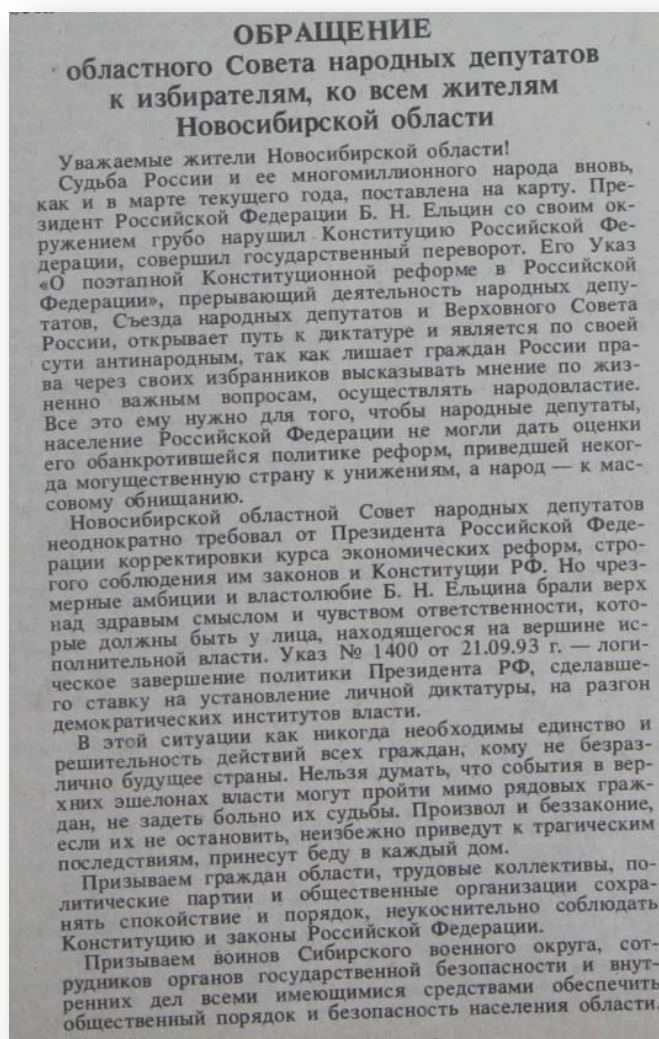 ОБРАЩЕНИЕ
областного Совета народных депутатов
к избирателям, ко всем жителям
Новосибирской области
Уважаемые жители Новосибирской области!
Судьба России и ее многомиллионного народа вновь,
как и в марте текущего года, поставлена на карту. Пре-
зидент Российской Федерации Б. Н. Ельцин со своим ок-
ружением грубо нарушил Конституцию Российской Фе-
дерации, совершил государственный переворот. Его Указ
«О поэтапной Конституционной реформе в Российской
Федерации», прерывающий деятельность народных депу-
татов, Съезда народных депутатов и Верховного Совета
России, открывает путь к диктатуре и является по своей
сути антинародным, так как лишает граждан России пра-
ва через своих избранников высказывать мнение по жиз-
ненно важным вопросам, осуществлять народовластие.
Все это ему нужно для того, чтобы народные депутаты,
население Российской Федерации не могли дать оценки
его обанкротившейся политике реформ, приведшей неког-
да могущественную страну к унижениям, а народ — к мас-
совому обнищанию.
Новосибирской областной Совет народных депутатов
неоднократно требовал от Президента Российской Феде-
рации корректировки курса экономических реформ, стро-
гого соблюдения им законов и Конституции РФ. Но чрез-
мерные амбиции и властолюбие Б. Н. Ельцина брали верх
над здравым смыслом и чувством ответственности, кото-
рые должны быть у лица, находящегося на вершине ис-
полнительной власти. Указ № 1400 от 21.09.93 г. — логи-
ческое завершение политики Президента РФ, сделавше-
го ставку на установление личной диктатуры, на разгон
демократических институтов власти.
В этой ситуации как никогда необходимы единство и
решительность действий всех граждан, кому не безраз-
лично будущее страны. Нельзя думать, что события в вер-
хних эшелонах власти могут пройти мимо рядовых граж-
дан, не задеть больно их судьбы. Произвол и беззаконие,
если их не остановить, неизбежно приведут к трагическим
последствиям, принесут беду в каждый дом.
Призываем граждан области, трудовые коллективы, по-
литические партии и общественные организации сохра-
нять спокойствие и порядок, неукоснительно соблюдать
Конституцию и законы Российской Федерации.
Призываем воинов Сибирского военного округа, сот-
рудников органов государственной безопасности и внут-
ренних дел всеми имеющимися средствами обеспечить
общественный порядок и безопасность населения области.